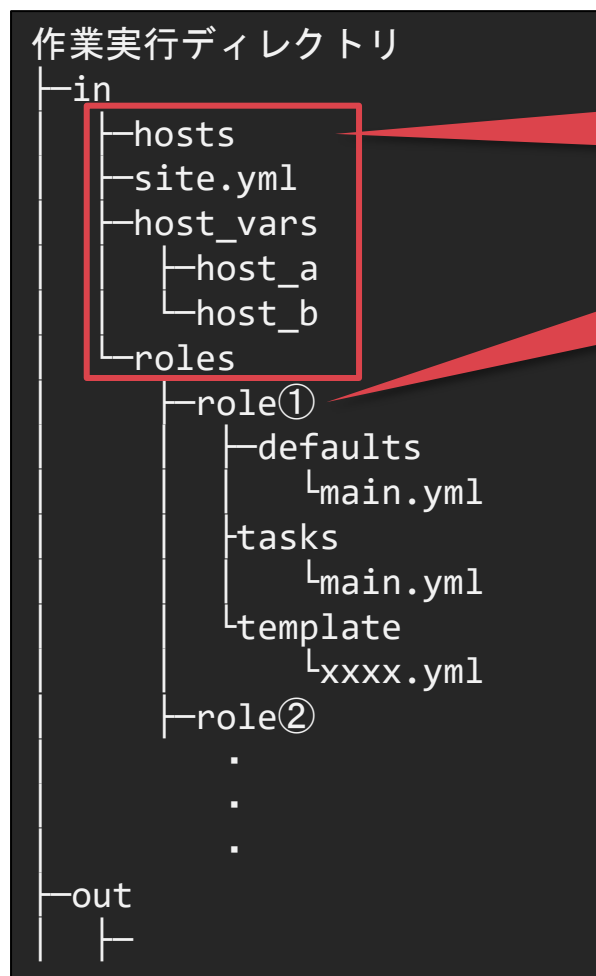 作業実行ディレクトリ
├─in
│ ├─hosts
│ ├─site.yml
│ ├─host_vars
│ │ ├─host_a
│ │ └─host_b
│ └─roles
│ ├─role①
│ │ ├─defaults
│ │ │ └main.yml
│ │ ├tasks
│ │ │ └main.yml
│ │ └template
│ │ └xxxx.yml
│ ├─role②
│ .
│ .
│ .
├─out
│ ├─